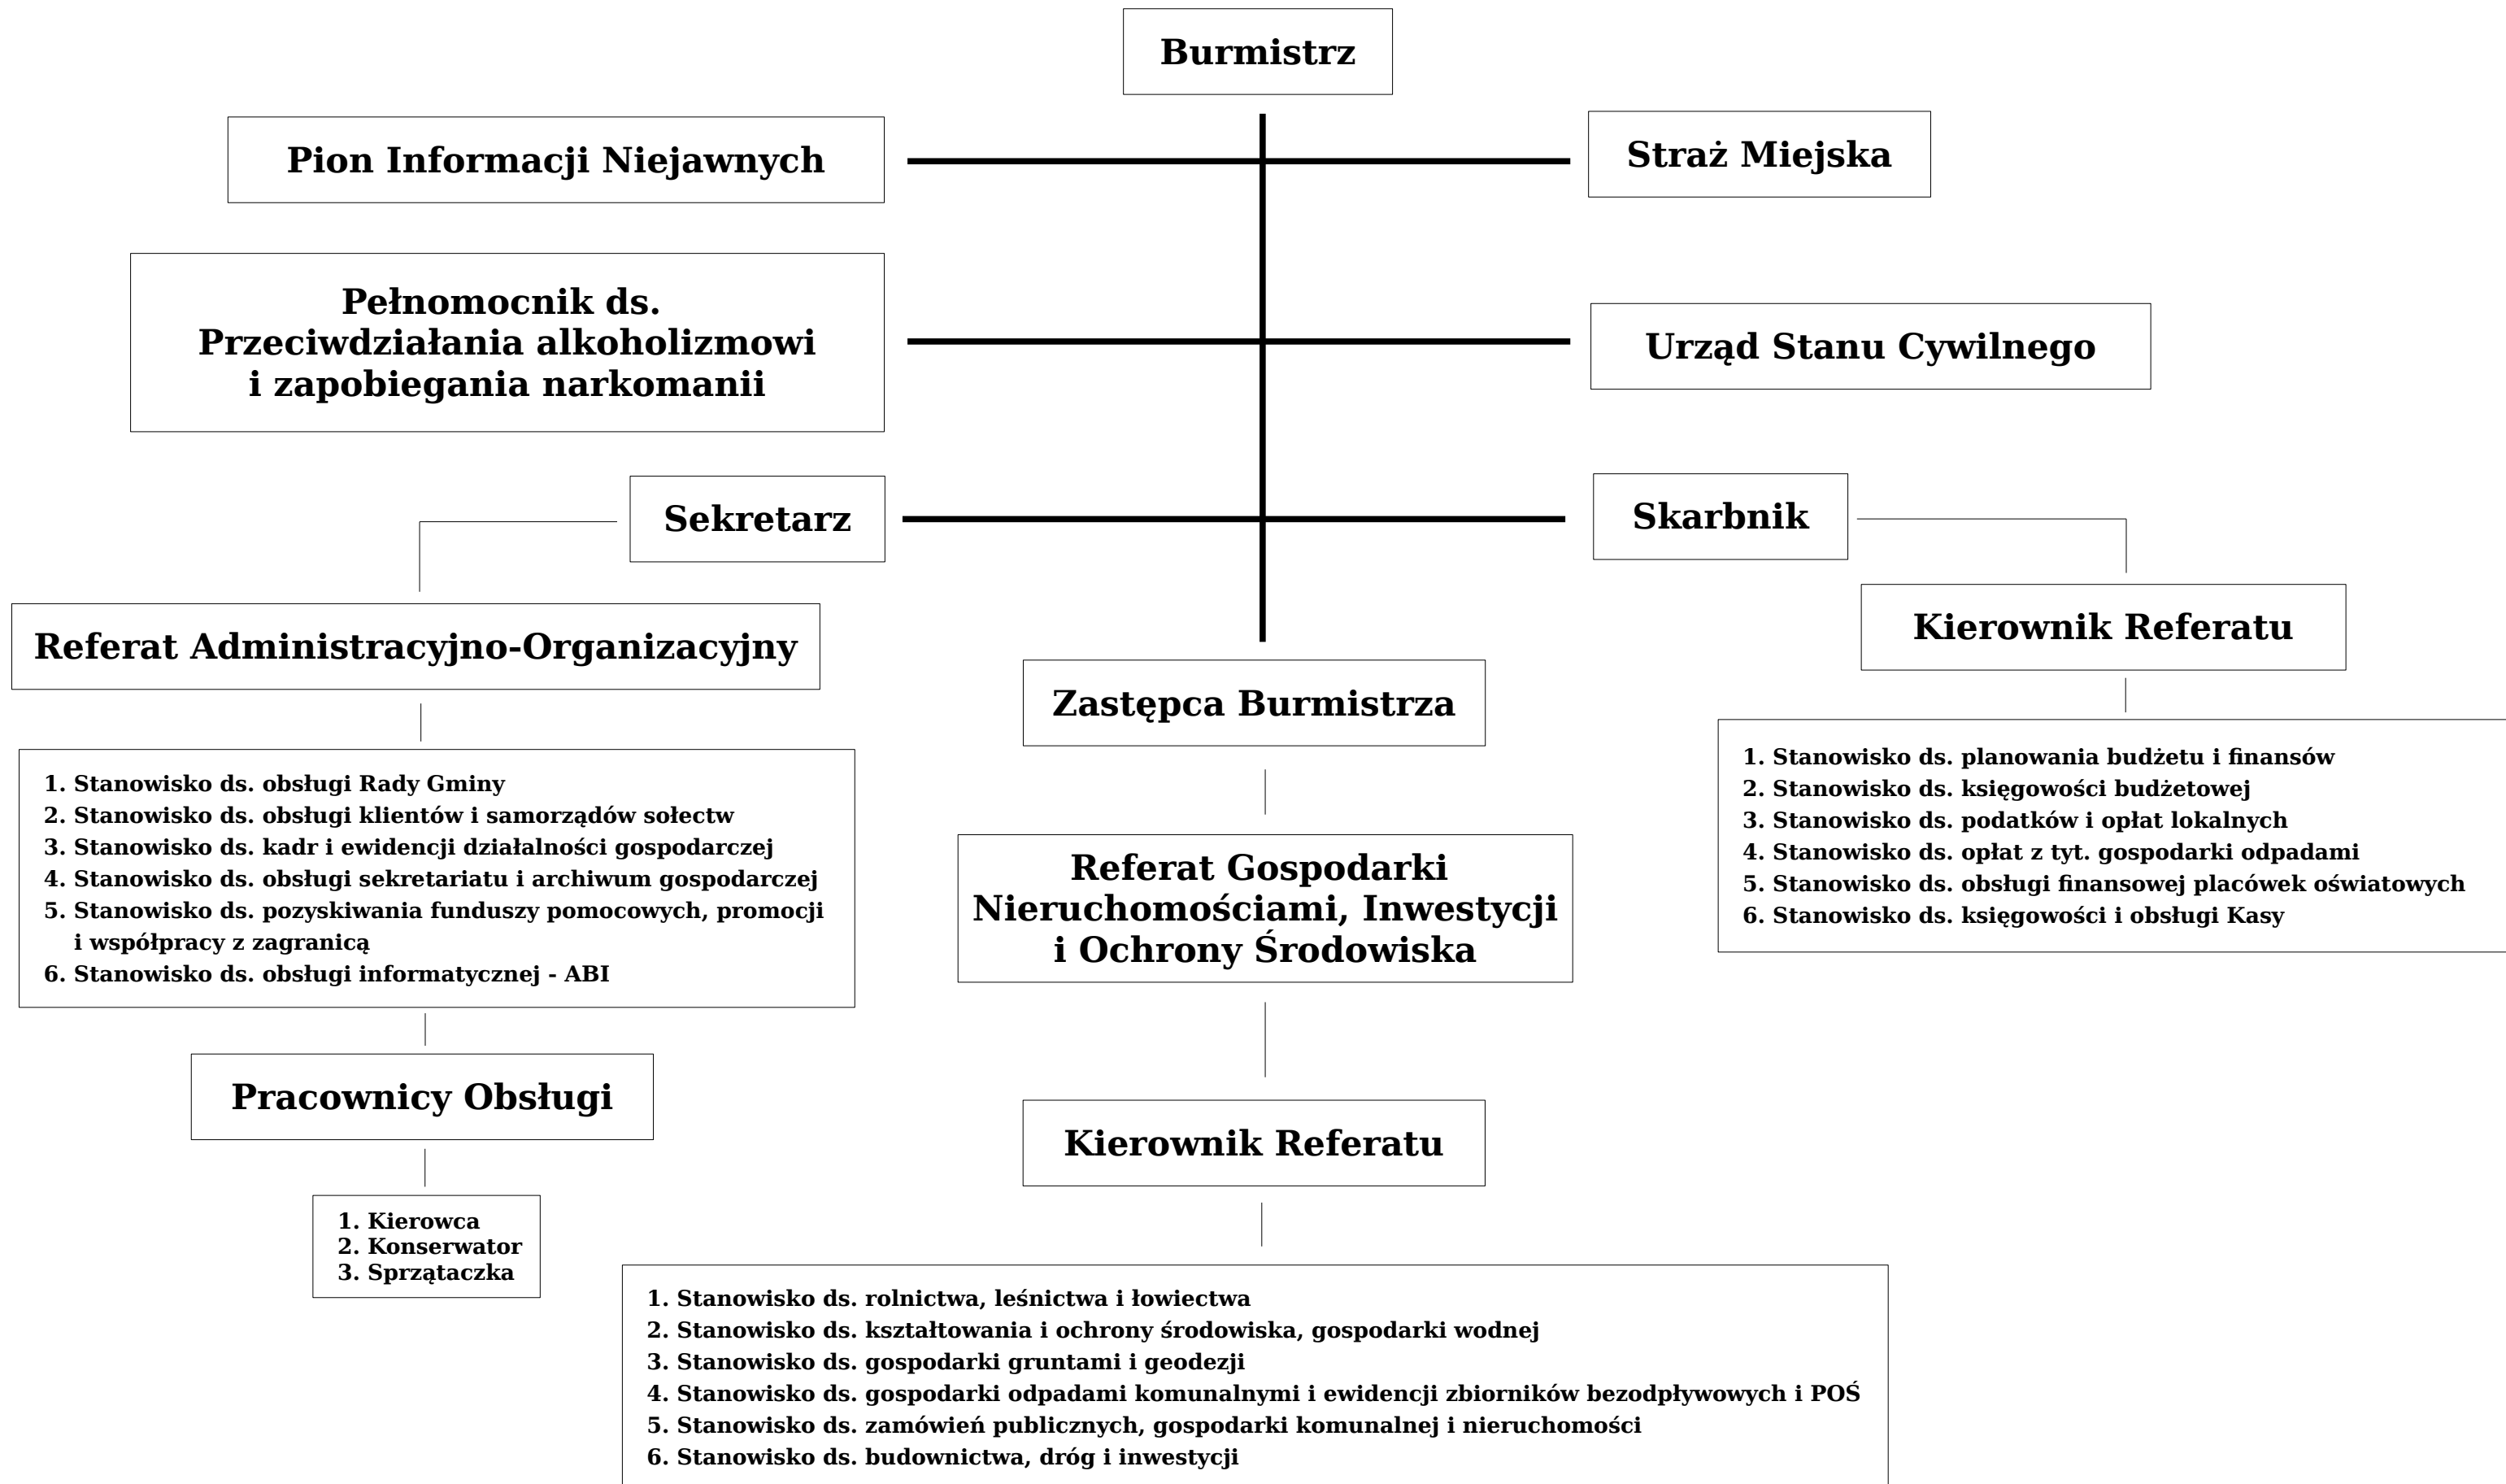 Burmistrz
Pion Informacji Niejawnych
Straż Miejska
Pełnomocnik ds.
Przeciwdziałania alkoholizmowi
i zapobiegania narkomanii
Urząd Stanu Cywilnego
Sekretarz
Skarbnik
Referat Administracyjno-Organizacyjny
Kierownik Referatu
Zastępca Burmistrza
1. Stanowisko ds. obsługi Rady Gminy
2. Stanowisko ds. obsługi klientów i samorządów sołectw
3. Stanowisko ds. kadr i ewidencji działalności gospodarczej
4. Stanowisko ds. obsługi sekretariatu i archiwum gospodarczej
5. Stanowisko ds. pozyskiwania funduszy pomocowych, promocji
i współpracy z zagranicą
6. Stanowisko ds. obsługi informatycznej - ABI
1. Stanowisko ds. planowania budżetu i finansów
2. Stanowisko ds. księgowości budżetowej
3. Stanowisko ds. podatków i opłat lokalnych
4. Stanowisko ds. opłat z tyt. gospodarki odpadami
5. Stanowisko ds. obsługi finansowej placówek oświatowych
6. Stanowisko ds. księgowości i obsługi Kasy
Referat Gospodarki
Nieruchomościami, Inwestycji
i Ochrony Środowiska
Pracownicy Obsługi
Kierownik Referatu
1. Kierowca
2. Konserwator
3. Sprzątaczka
1. Stanowisko ds. rolnictwa, leśnictwa i łowiectwa
2. Stanowisko ds. kształtowania i ochrony środowiska, gospodarki wodnej
3. Stanowisko ds. gospodarki gruntami i geodezji
4. Stanowisko ds. gospodarki odpadami komunalnymi i ewidencji zbiorników bezodpływowych i POŚ
5. Stanowisko ds. zamówień publicznych, gospodarki komunalnej i nieruchomości
6. Stanowisko ds. budownictwa, dróg i inwestycji